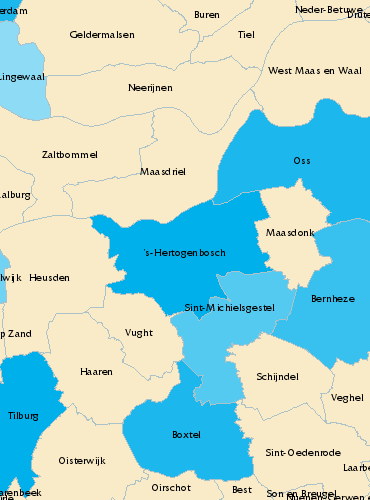 erdam
Buren
Neder-Betuwe
Geldermalsen
Tiel
West Maas en Waal
Lingewaal
Neerijnen
Zaltbommel
Oss
Maasdriel
alburg
Maasdonk
's-Hertogenbosch
Heusden
lwijk
Bernheze
Sint-Michielsgestel
p Zand
Vught
Haaren
Schijndel
Veghel
Tilburg
Boxtel
Sint-Oedenrode
Oisterwijk
Laarbe
Oirschot
Best
Son en Breugel